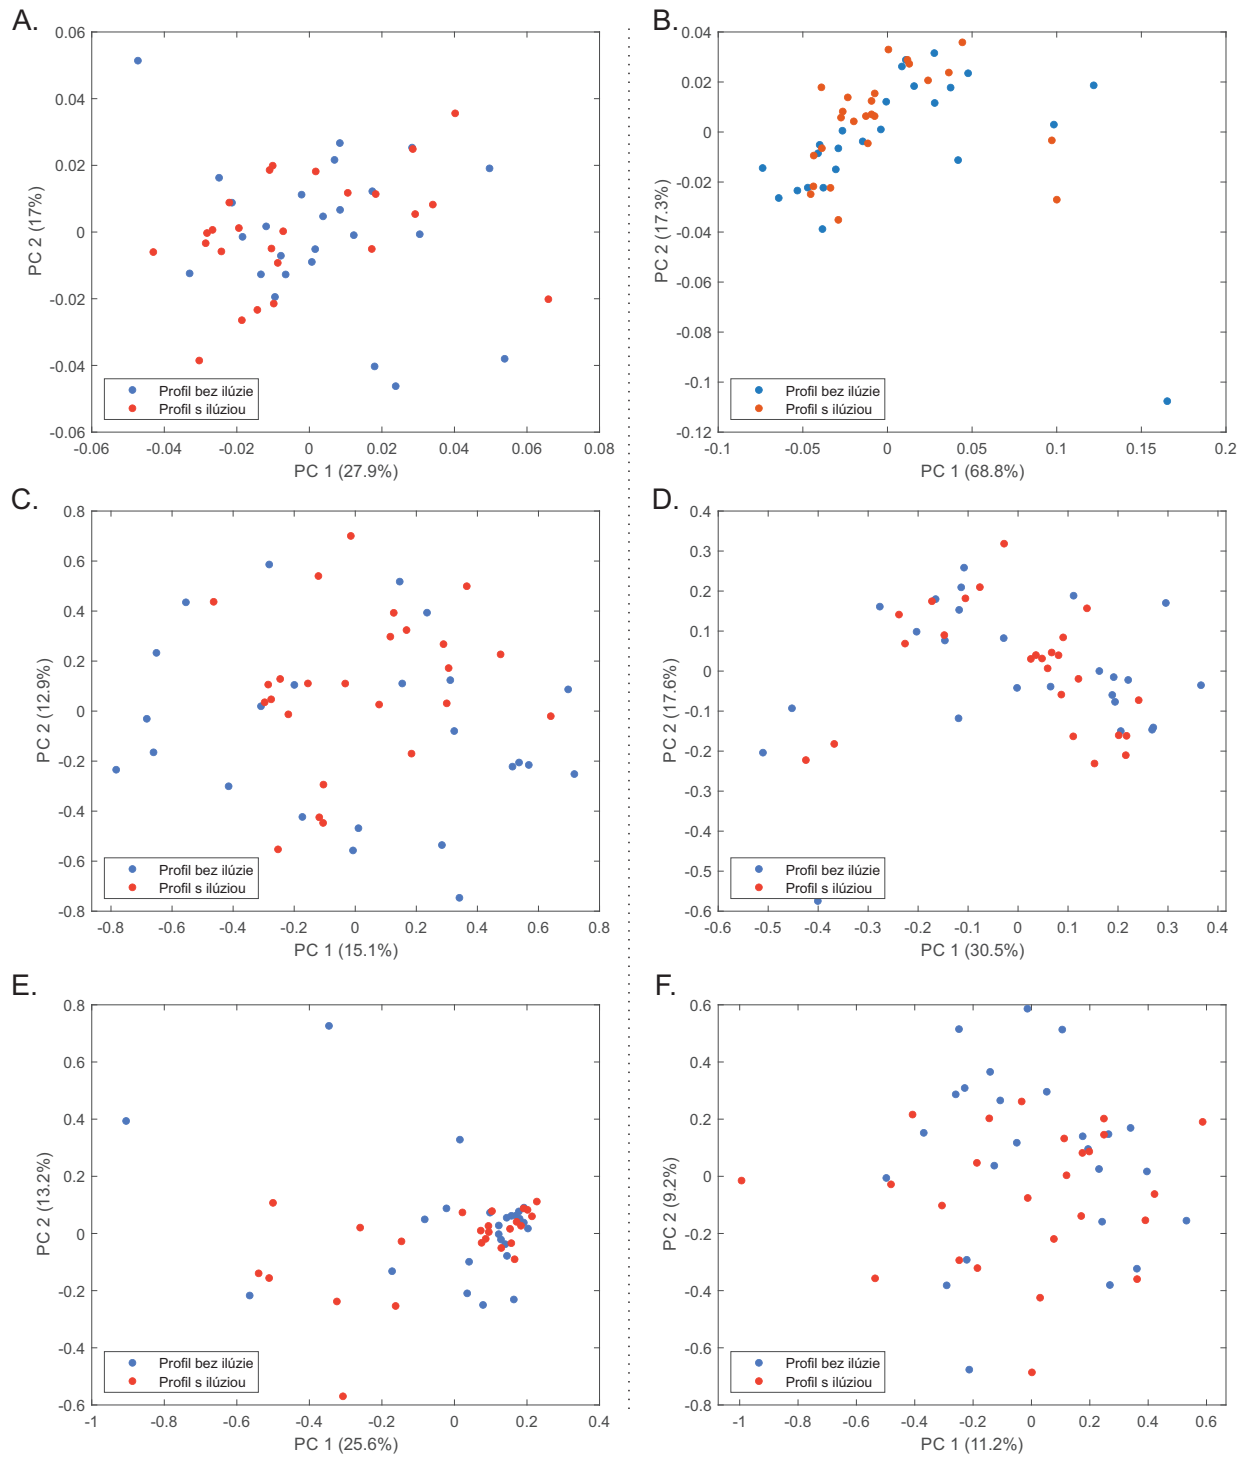 A.
0.06
0.04
0.02
0
-0.02
-0.04
-0.06
PC 2 (17%)
Profil bez ilúzie
Profil s ilúziou
-0.06 -0.04 -0.02 0 0.02 0.04 0.06 0.08
PC 1 (27.9%)
B.
0.04
0.02
0
-0.02
-0.04
-0.06
-0.08
-0.1
-0.12
PC 2 (17.3%)
Profil bez ilúzie
Profil s ilúziou
-0.1 -0.05 0 0.05 0.1 0.15 0.2
PC 1 (68.8%)
C.
0.8
0.6
0.4
0.2
0
-0.2
-0.4
-0.6
-0.8
PC 2 (12.9%)
Profil bez ilúzie
Profil s ilúziou
-0.8 -0.6 -0.4 -0.2 0 0.2 0.4 0.6 0.8
PC 1 (15.1%)
D.
0.4
0.3
0.2
0.1
0
-0.1
-0.2
-0.3
-0.4
-0.5
-0.6
PC 2 (17.6%)
Profil bez ilúzie
Profil s ilúziou
-0.6 -0.5 -0.4 -0.3 -0.2 -0.1 0 0.1 0.2 0.3 0.4
PC 1 (30.5%)
E.
0.8
0.6
0.4
0.2
0
-0.2
-0.4
-0.6
PC 2 (13.2%)
Profil bez ilúzie
Profil s ilúziou
-1 -0.8 -0.6 -0.4 -0.2 0 0.2 0.4
PC 1 (25.6%)
F.
0.6
0.4
0.2
0
-0.2
-0.4
-0.6
-0.8
PC 2 (9.2%)
Profil bez ilúzie
Profil s ilúziou
-1 -0.8 -0.6 -0.4 -0.2 0 0.2 0.4 0.6
PC 1 (11.2%)